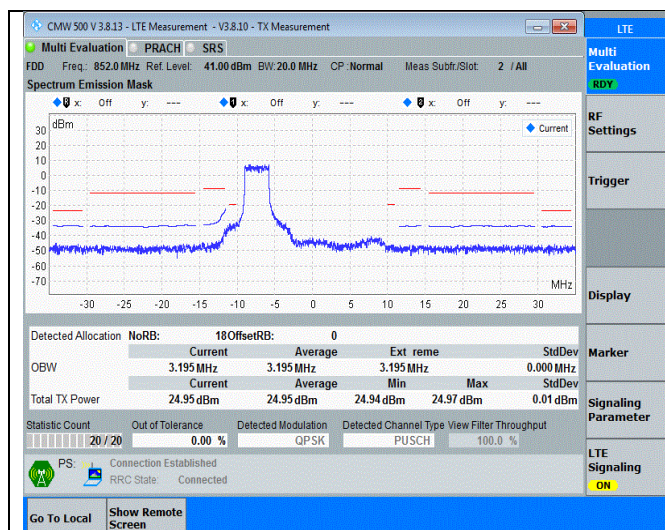 CMW 500 V 3.8.13 - LTE Measurement - V3.8.10 - TX Measurement
LTE
Multi Evaluation PRACH SRS
FDD Freq.: 852.0 MHz Ref. Level: 41.00 dBm BW: 20.0 MHz CP :Normal Meas Subfr./Slot: 2 / All
Spectrum Emission Mask
x: Off y: --- x: Off y: --- x: Off y: ---
dBm
Current
30
20
10
0
-10
-20
-30
-40
-50
-60
-70
MHz
-30 -25 -20 -15 -10 -5 0 5 10 15 20 25 30
Detected Allocation NoRB: 18OffsetRB: 0
Current Average Ext reme StdDev
OBW 3.195 MHz 3.195 MHz 3.195 MHz 0.000 MHz
Current Average Min Max StdDev
Total TX Power 24.95 dBm 24.95 dBm 24.94 dBm 24.97 dBm 0.01 dBm
Statistic Count Out of Tolerance Detected Modulation Detected Channel Type View Filter Throughput
20 / 20 0.00 % QPSK PUSCH 100.0 %
PS: Connection Established
RRC State: Connected
Go To Local
Show Remote
Screen
Multi
Evaluation
RDY
RF
Settings
Trigger
Display
Marker
Signaling
Parameter
LTE
Signaling
ON